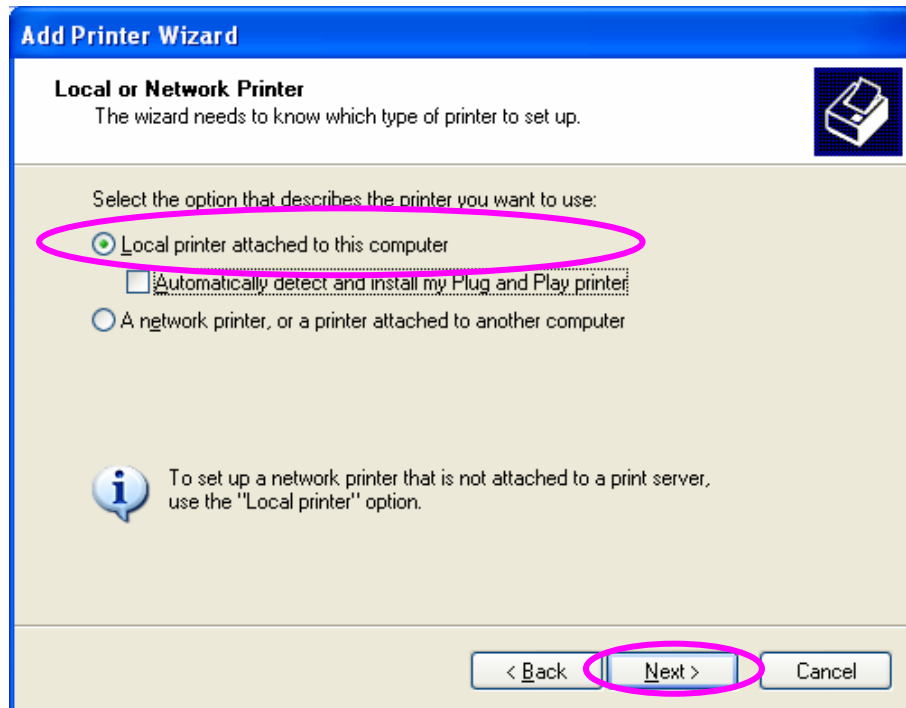 Add Printer Wizard
Local or Network Printer
The wizard needs to know which type of printer to set up.
Select the option that describes the printer you want to use:
Local printer attached to this computer
Automatically detect and install my Plug and Play printer
A network printer, or a printer attached to another computer
To set up a network printer that is not attached to a print server,
use the "Local printer" option.
< Back Next > Cancel